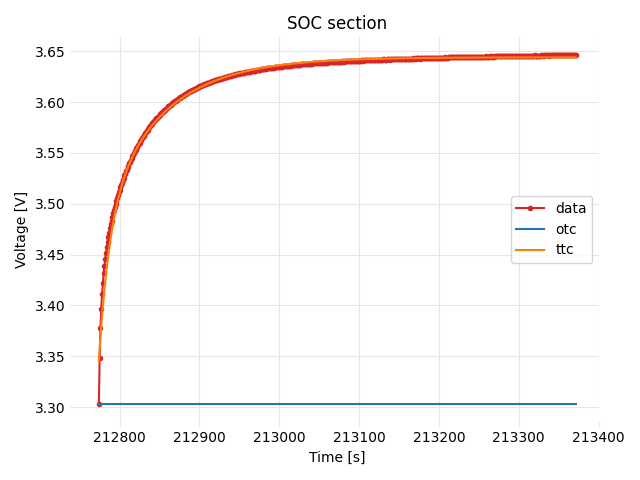 SOC section
Voltage [V]
3.65
3.60
3.55
3.50
3.45
3.40
3.35
3.30
data
otc
ttc
212800 212900 213000 213100 213200 213300 213400
Time [s]